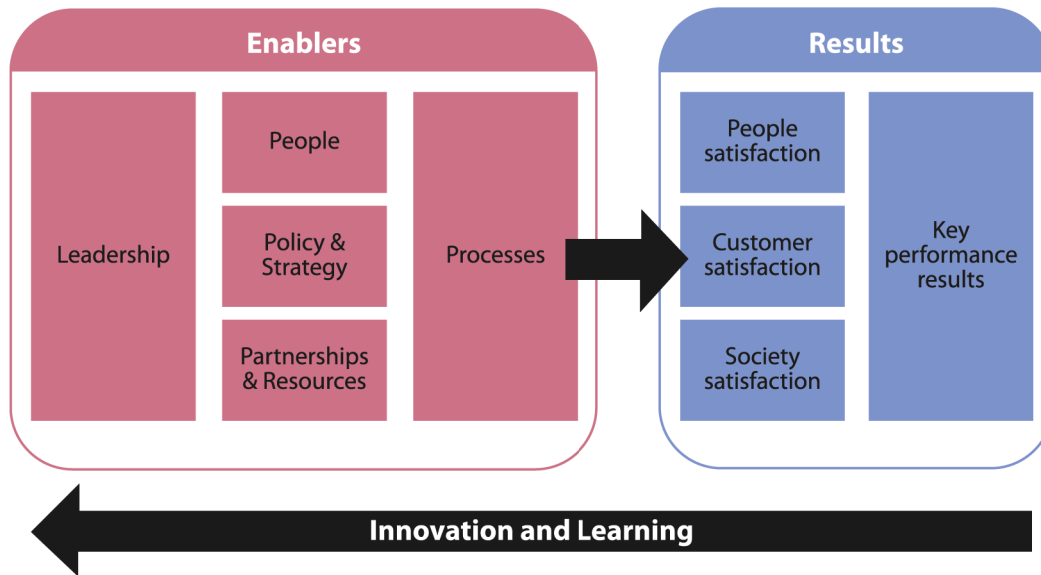 Enablers
Leadership
People
Policy &
Strategy
Partnerships
& Resources
Processes
Results
People
satisfaction
Customer
satisfaction
Society
satisfaction
Key
performance
results
Innovation and Learning